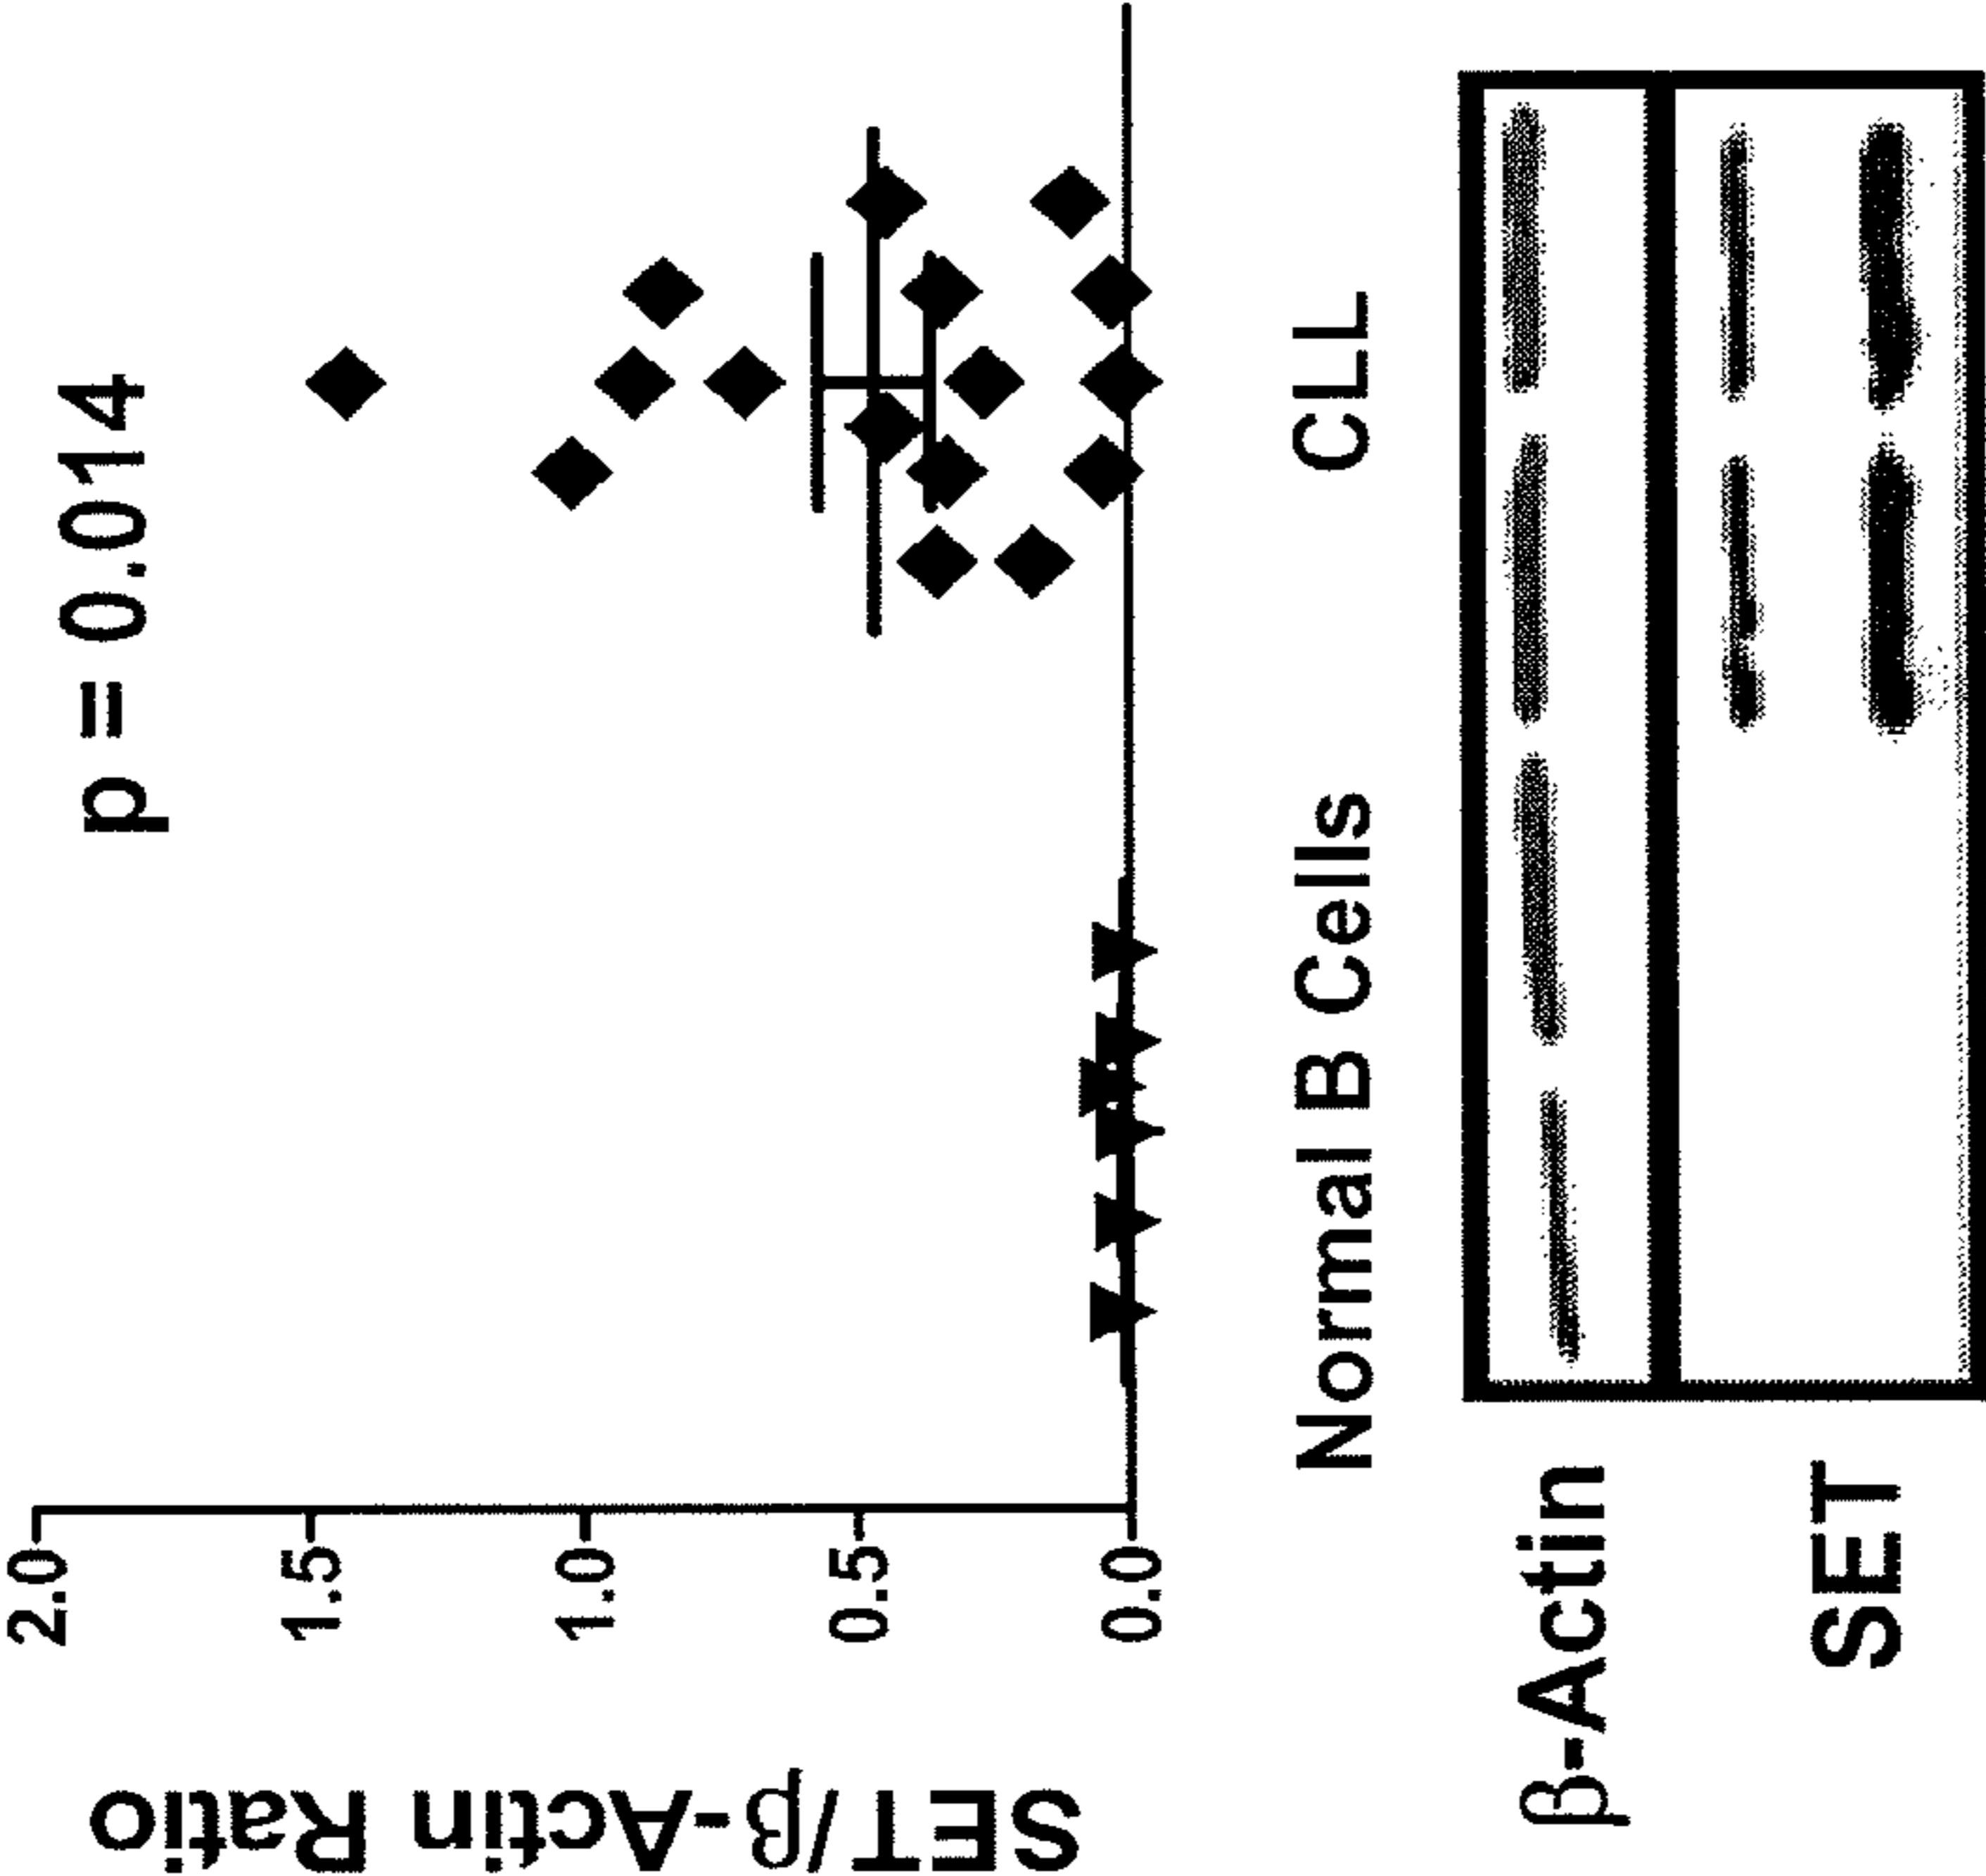 p = 0.014
SET/β-Actin Ratio
2.0
1.5
1.0
0.5
0.0
Normal B Cells
CLL
β-Actin
SET